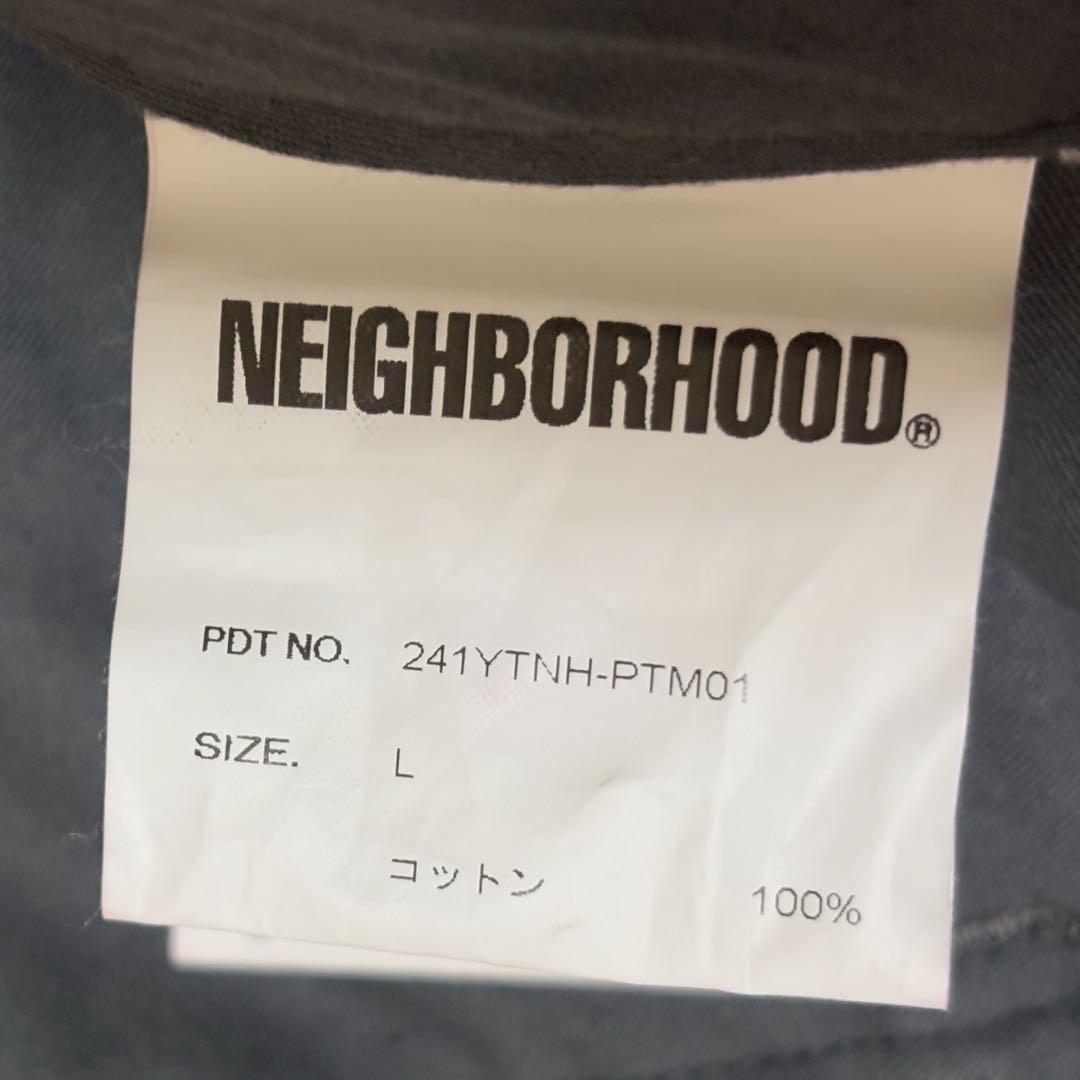 NEIGHBORHOOD®
PDT NO. 241YTNH-PTM01
SIZE. L
コットン 100%